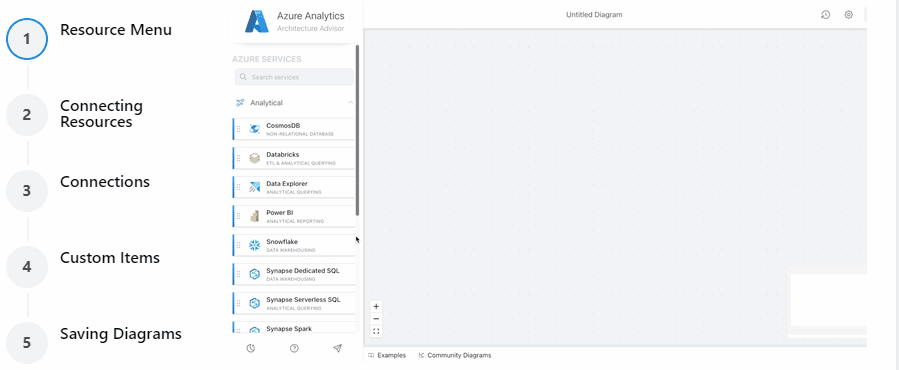 1
Resource Menu
2
Connecting
Resources
3
Connections
4
Custom Items
5
Saving Diagrams
Azure Analytics
Architecture Advisor
AZURE SERVICES
Search services
Analytical
CosmosDB
NON-RELATIONAL DATABASE
Databricks
ETL & ANALYTICAL QUERYING
Data Explorer
ANALYTICAL QUERYING
Power BI
ANALYTICAL REPORTING
Snowflake
DATA WAREHOUSING
Synapse Dedicated SQL
DATA WAREHOUSING
Synapse Serverless SQL
ANALYTICAL QUERYING
Synapse Spark
Untitled Diagram
Examples
Community Diagrams